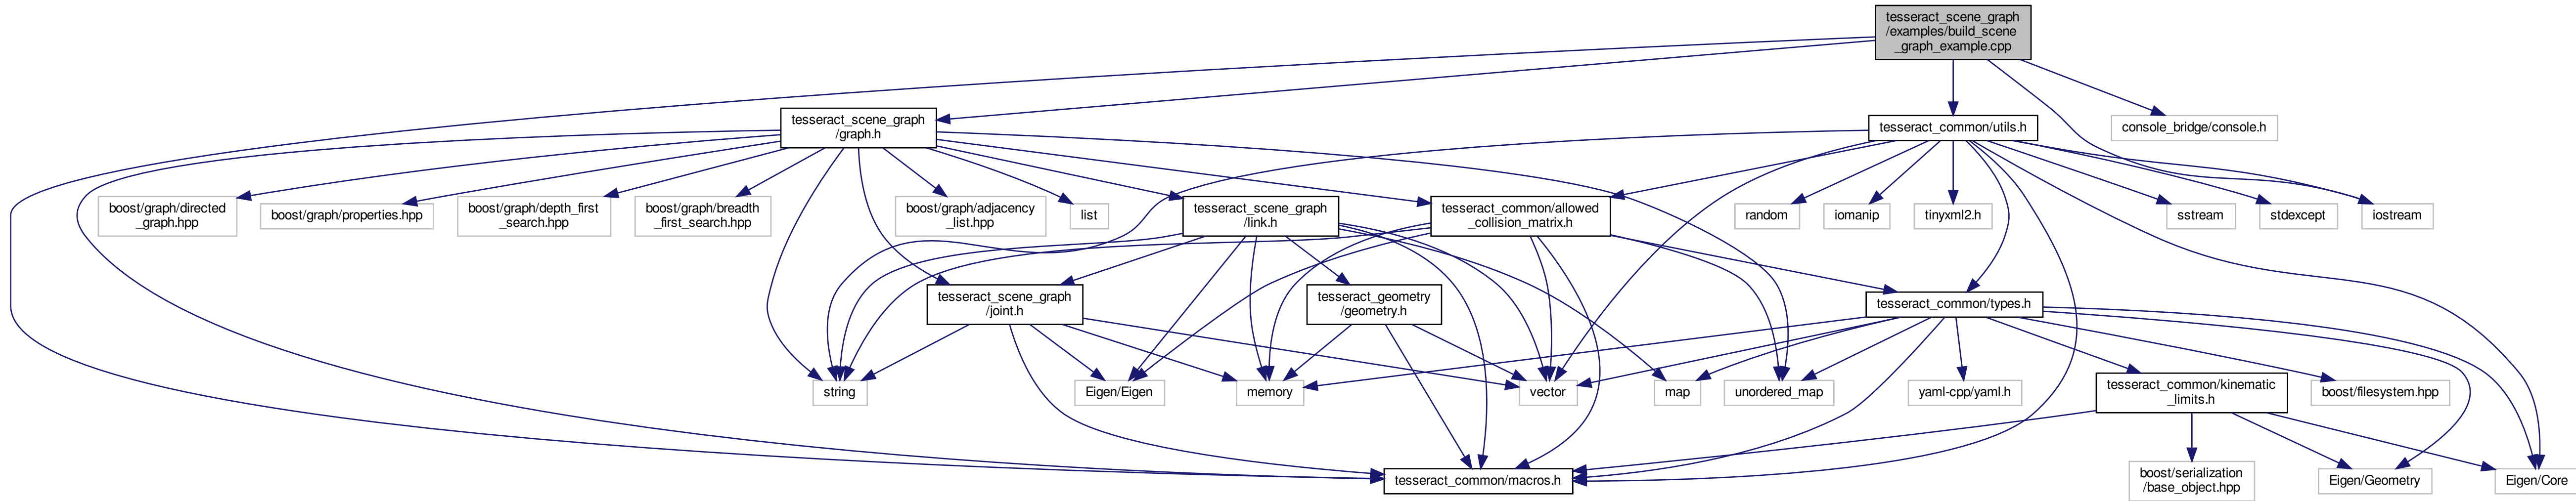 tesseract_scene_graph
/examples/build_scene
_graph_example.cpp
tesseract_scene_graph
/graph.h
tesseract_common/utils.h
console_bridge/console.h
boost/graph/directed
_graph.hpp
boost/graph/properties.hpp
boost/graph/depth_first
_search.hpp
boost/graph/breadth
_first_search.hpp
boost/graph/adjacency
_list.hpp
list
tesseract_scene_graph
/link.h
tesseract_common/allowed
_collision_matrix.h
random
iomanip
tinyxml2.h
sstream
stdexcept
iostream
tesseract_scene_graph
/joint.h
tesseract_geometry
/geometry.h
tesseract_common/types.h
string
Eigen/Eigen
memory
vector
map
unordered_map
yaml-cpp/yaml.h
tesseract_common/kinematic
_limits.h
boost/filesystem.hpp
tesseract_common/macros.h
boost/serialization
/base_object.hpp
Eigen/Geometry
Eigen/Core